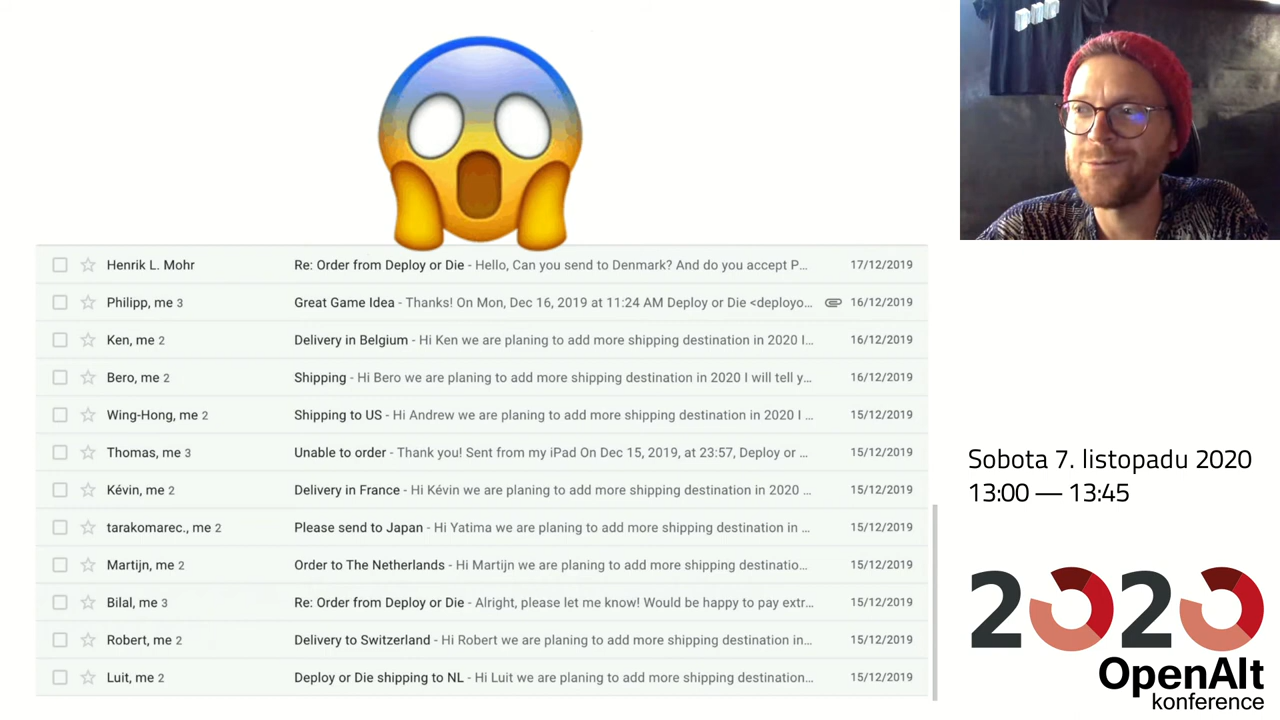 Henrik L. Mohr Re: Order from Deploy or Die - Hello, Can you send to Denmark? And do you accept P... 17/12/2019
Philipp, me 3 Great Game Idea - Thanks! On Mon, Dec 16, 2019 at 11:24 AM Deploy or Die <deployo... 16/12/2019
Ken, me 2 Delivery in Belgium - Hi Ken we are planing to add more shipping destination in 2020 I... 16/12/2019
Bero, me 2 Shipping - Hi Bero we are planing to add more shipping destination in 2020 I will tell y... 16/12/2019
Wing-Hong, me 2 Shipping to US - Hi Andrew we are planing to add more shipping destination in 2020 I ... 15/12/2019
Thomas, me 3 Unable to order - Thank you! Sent from my iPad On Dec 15, 2019, at 23:57, Deploy or ... 15/12/2019
Kévin, me 2 Delivery in France - Hi Kévin we are planing to add more shipping destination in 2020 ... 15/12/2019
tarakomarec., me 2 Please send to Japan - Hi Yatima we are planing to add more shipping destination in ... 15/12/2019
Martijn, me 2 Order to The Netherlands - Hi Martijn we are planing to add more shipping destinatio... 15/12/2019
Bilal, me 3 Re: Order from Deploy or Die - Alright, please let me know! Would be happy to pay extr... 15/12/2019
Robert, me 2 Delivery to Switzerland - Hi Robert we are planing to add more shipping destination in... 15/12/2019
Luit, me 2 Deploy or Die shipping to NL - Hi Luit we are planing to add more shipping destination... 15/12/2019
Sobota 7. listopadu 2020
13:00 — 13:45
2020
OpenAlt
konference